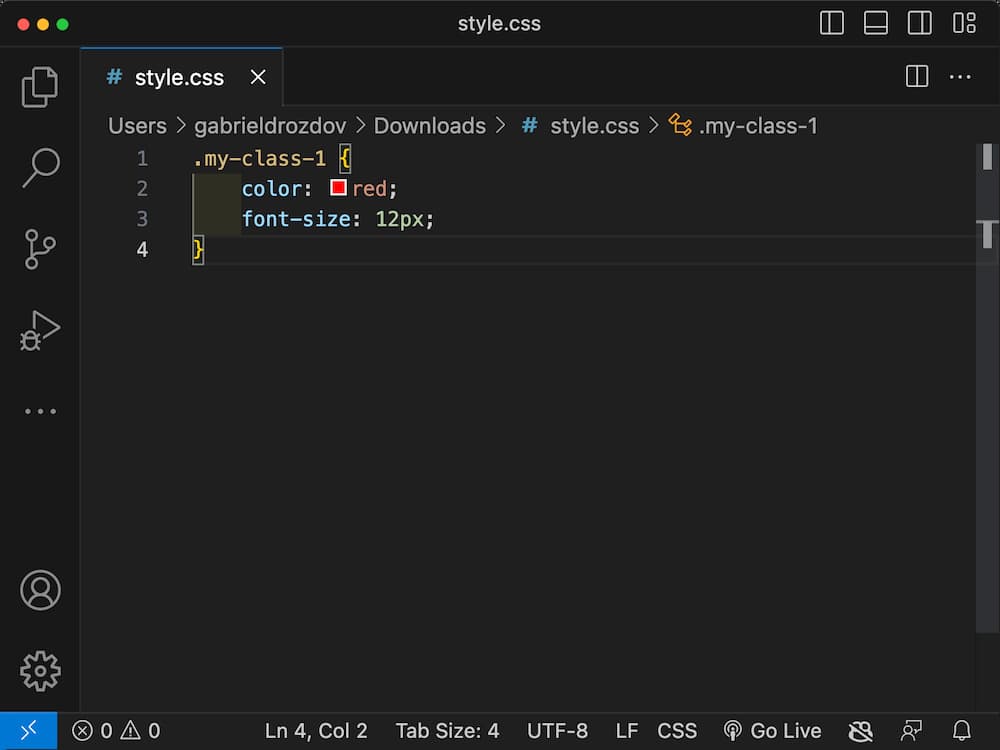 style.css
# style.css
Users > gabrieldrozdov > Downloads > # style.css > .my-class-1
1 .my-class-1 {
2     color: red;
3     font-size: 12px;
4 }
0 0 Ln 4, Col 2 Tab Size: 4 UTF-8 LF CSS Go Live